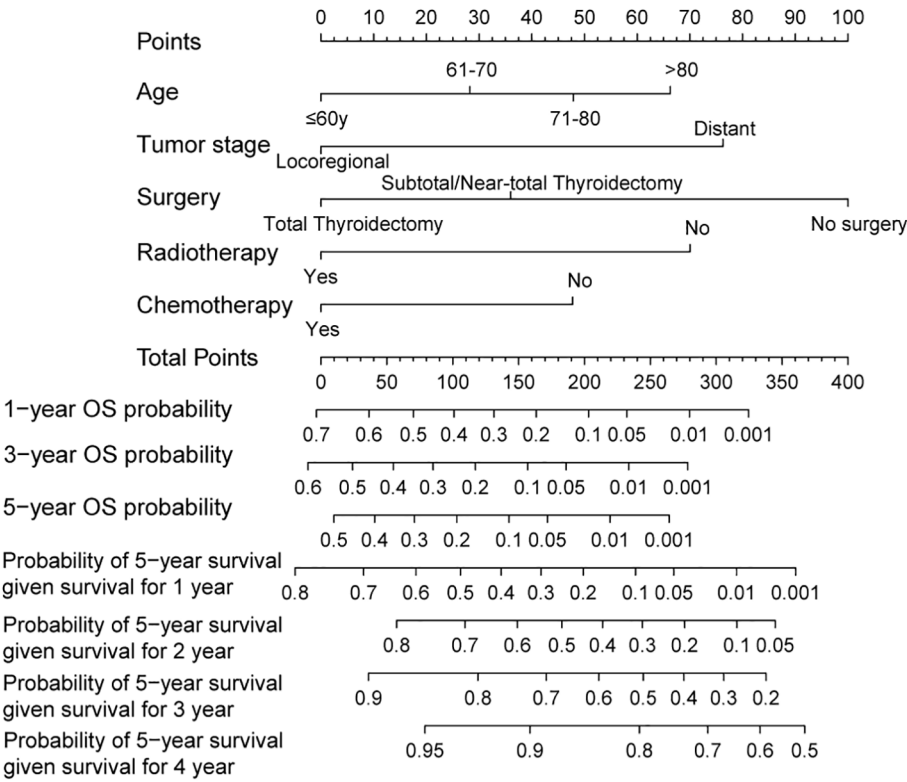 0 10 20 30 40 50 60 70 80 90 100
Points
61-70 >80
Age
≤60y 71-80
Distant
Tumor stage
Locoregional
Subtotal/Near-total Thyroidectomy
Surgery
Total Thyroidectomy No surgery
No
Radiotherapy
Yes
No
Chemotherapy
Yes
Total Points
0 50 100 150 200 250 300 350 400
1−year OS probability
0.7 0.6 0.5 0.4 0.3 0.2 0.1 0.05 0.01 0.001
3−year OS probability
0.6 0.5 0.4 0.3 0.2 0.1 0.05 0.01 0.001
5−year OS probability
0.5 0.4 0.3 0.2 0.1 0.05 0.01 0.001
Probability of 5−year survival
given survival for 1 year
0.8 0.7 0.6 0.5 0.4 0.3 0.2 0.1 0.05 0.01 0.001
Probability of 5−year survival
given survival for 2 year
0.8 0.7 0.6 0.5 0.4 0.3 0.2 0.1 0.05
Probability of 5−year survival
given survival for 3 year
0.9 0.8 0.7 0.6 0.5 0.4 0.3 0.2
Probability of 5−year survival
given survival for 4 year
0.95 0.9 0.8 0.7 0.6 0.5